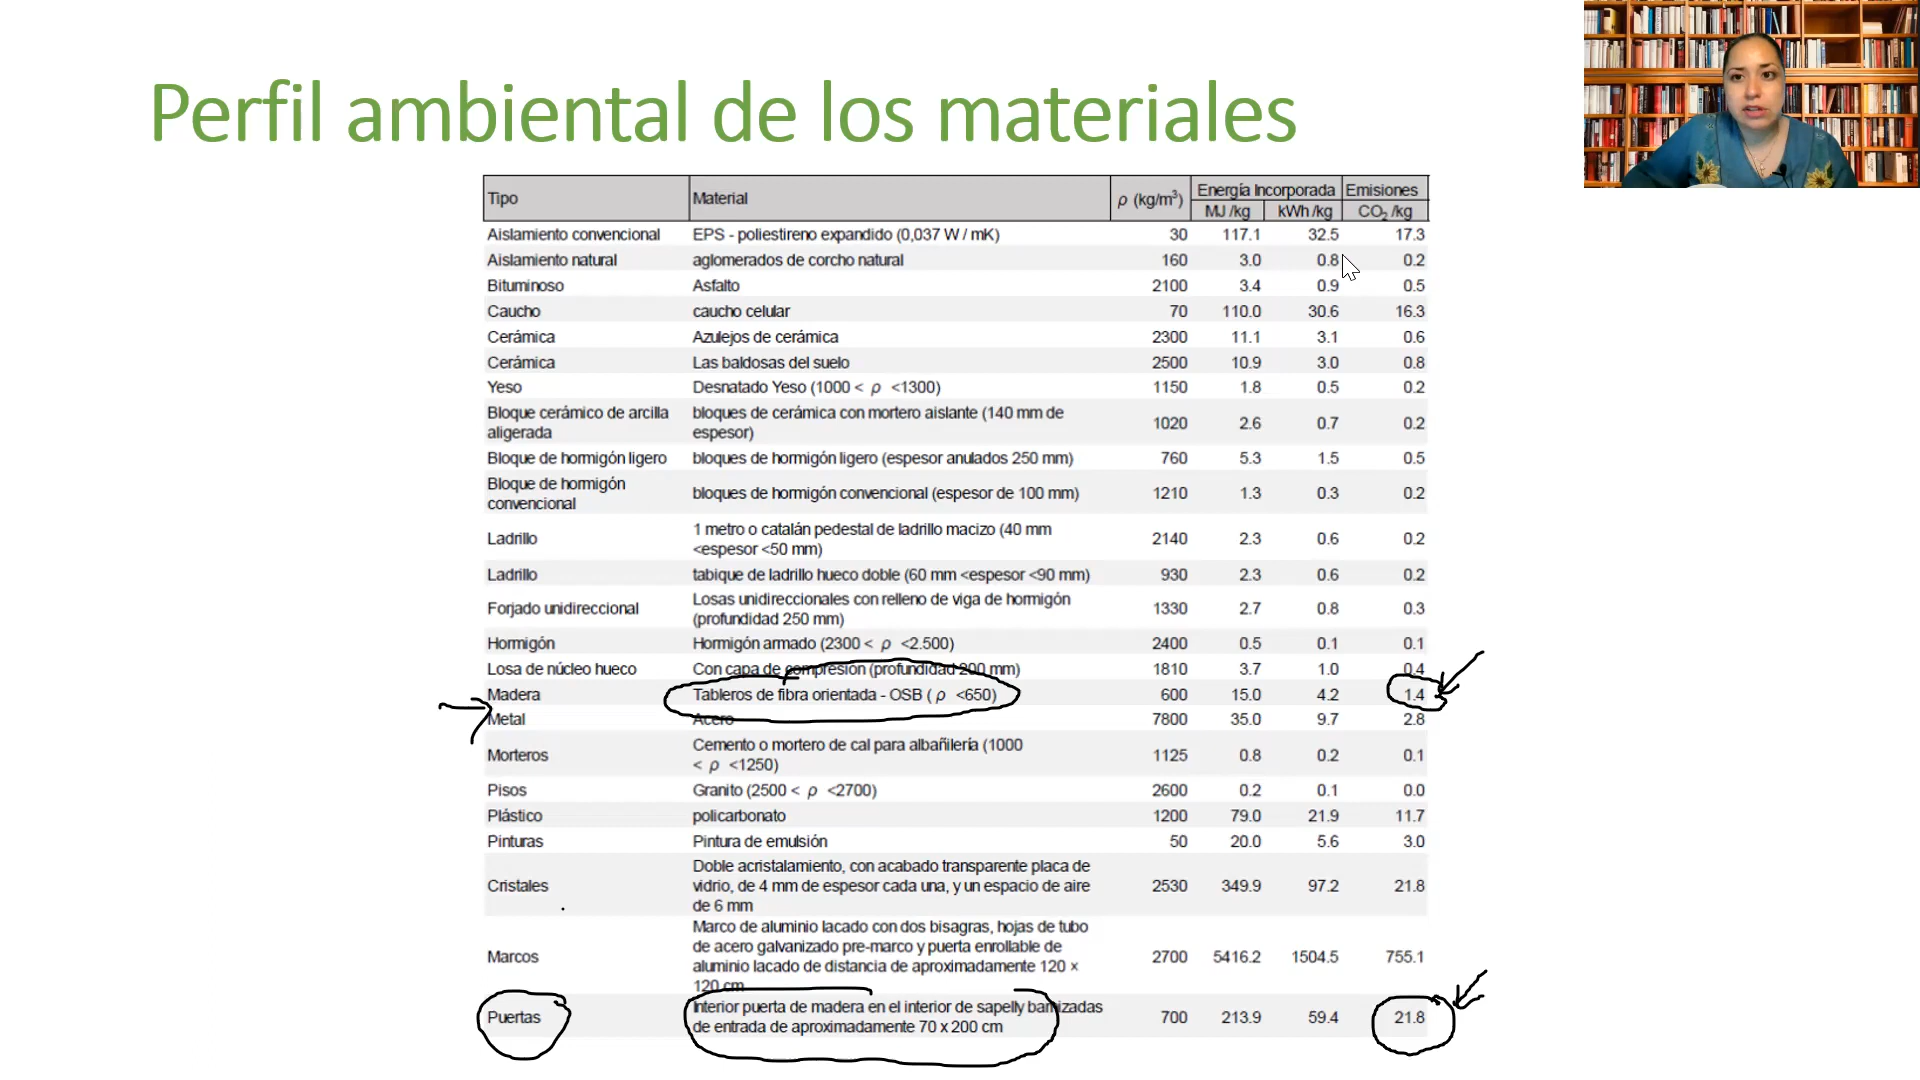 Perfil ambiental de los materiales
Tipo Material ρ (kg/m³) Energía Incorporada Emisiones
MJ /kg kWh /kg CO₂ /kg
Aislamiento convencional EPS - poliestireno expandido (0,037 W / mK) 30 117.1 32.5 17.3
Aislamiento natural aglomerados de corcho natural 160 3.0 0.8 0.2
Bituminoso Asfalto 2100 3.4 0.9 0.5
Caucho caucho celular 70 110.0 30.6 16.3
Cerámica Azulejos de cerámica 2300 11.1 3.1 0.6
Cerámica Las baldosas del suelo 2500 10.9 3.0 0.8
Yeso Desnatado Yeso (1000 < ρ <1300) 1150 1.8 0.5 0.2
Bloque cerámico de arcilla bloques de cerámica con mortero aislante (140 mm de
aligerada espesor) 1020 2.6 0.7 0.2
Bloque de hormigón ligero bloques de hormigón ligero (espesor anulados 250 mm) 760 5.3 1.5 0.5
Bloque de hormigón
convencional bloques de hormigón convencional (espesor de 100 mm) 1210 1.3 0.3 0.2
Ladrillo 1 metro o catalán pedestal de ladrillo macizo (40 mm
<espesor <50 mm) 2140 2.3 0.6 0.2
Ladrillo tabique de ladrillo hueco doble (60 mm <espesor <90 mm) 930 2.3 0.6 0.2
Forjado unidireccional Losas unidireccionales con relleno de viga de hormigón
(profundidad 250 mm) 1330 2.7 0.8 0.3
Hormigón Hormigón armado (2300 < ρ <2.500) 2400 0.5 0.1 0.1
Losa de núcleo hueco Con capa de compresión (profundidad 200 mm) 1810 3.7 1.0 0.4
Madera Tableros de fibra orientada - OSB ( ρ <650) 600 15.0 4.2 1.4
Metal Acero 7800 35.0 9.7 2.8
Morteros Cemento o mortero de cal para albañilería (1000
< ρ <1250) 1125 0.8 0.2 0.1
Pisos Granito (2500 < ρ <2700) 2600 0.2 0.1 0.0
Plástico policarbonato 1200 79.0 21.9 11.7
Pinturas Pintura de emulsión 50 20.0 5.6 3.0
Doble acristalamiento, con acabado transparente placa de
Cristales vidrio, de 4 mm de espesor cada una, y un espacio de aire 2530 349.9 97.2 21.8
de 6 mm
Marco de aluminio lacado con dos bisagras, hojas de tubo
de acero galvanizado pre-marco y puerta enrollable de
Marcos aluminio lacado de distancia de aproximadamente 120 × 2700 5416.2 1504.5 755.1
120 cm
Interior puerta de madera en el interior de sapelly barnizadas
Puertas de entrada de aproximadamente 70 x 200 cm 700 213.9 59.4 21.8